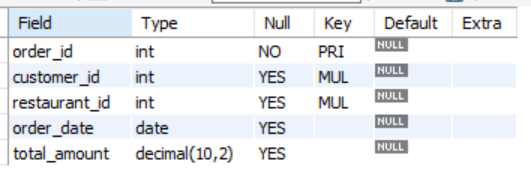 Field Type Null Key Default Extra
order_id int NO PRI NULL
customer_id int YES MUL NULL
restaurant_id int YES MUL NULL
order_date date YES NULL
total_amount decimal(10,2) YES NULL